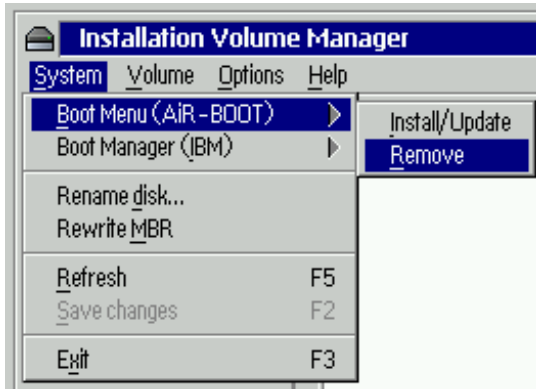 Installation Volume Manager
System Volume Options Help
Boot Menu (AiR-BOOT)
Install/Update
Boot Manager (IBM)
Remove
Rename disk...
Rewrite MBR
Refresh F5
Save changes F2
Exit F3